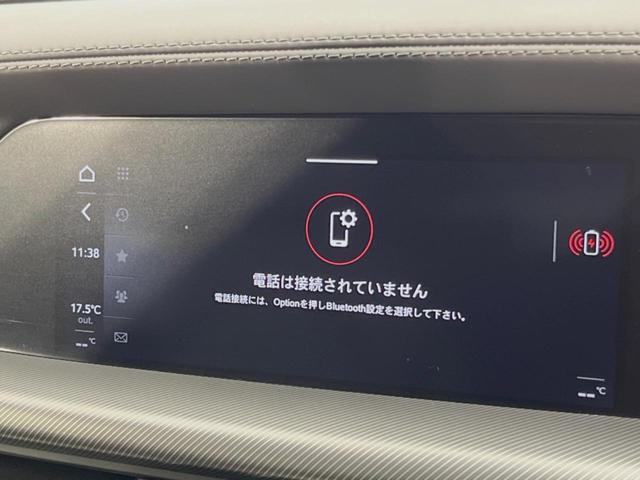 11:38
電話は接続されていません
電話接続には、Optionを押しBluetooth設定を選択して下さい。
17.5℃
out.
--℃
--℃